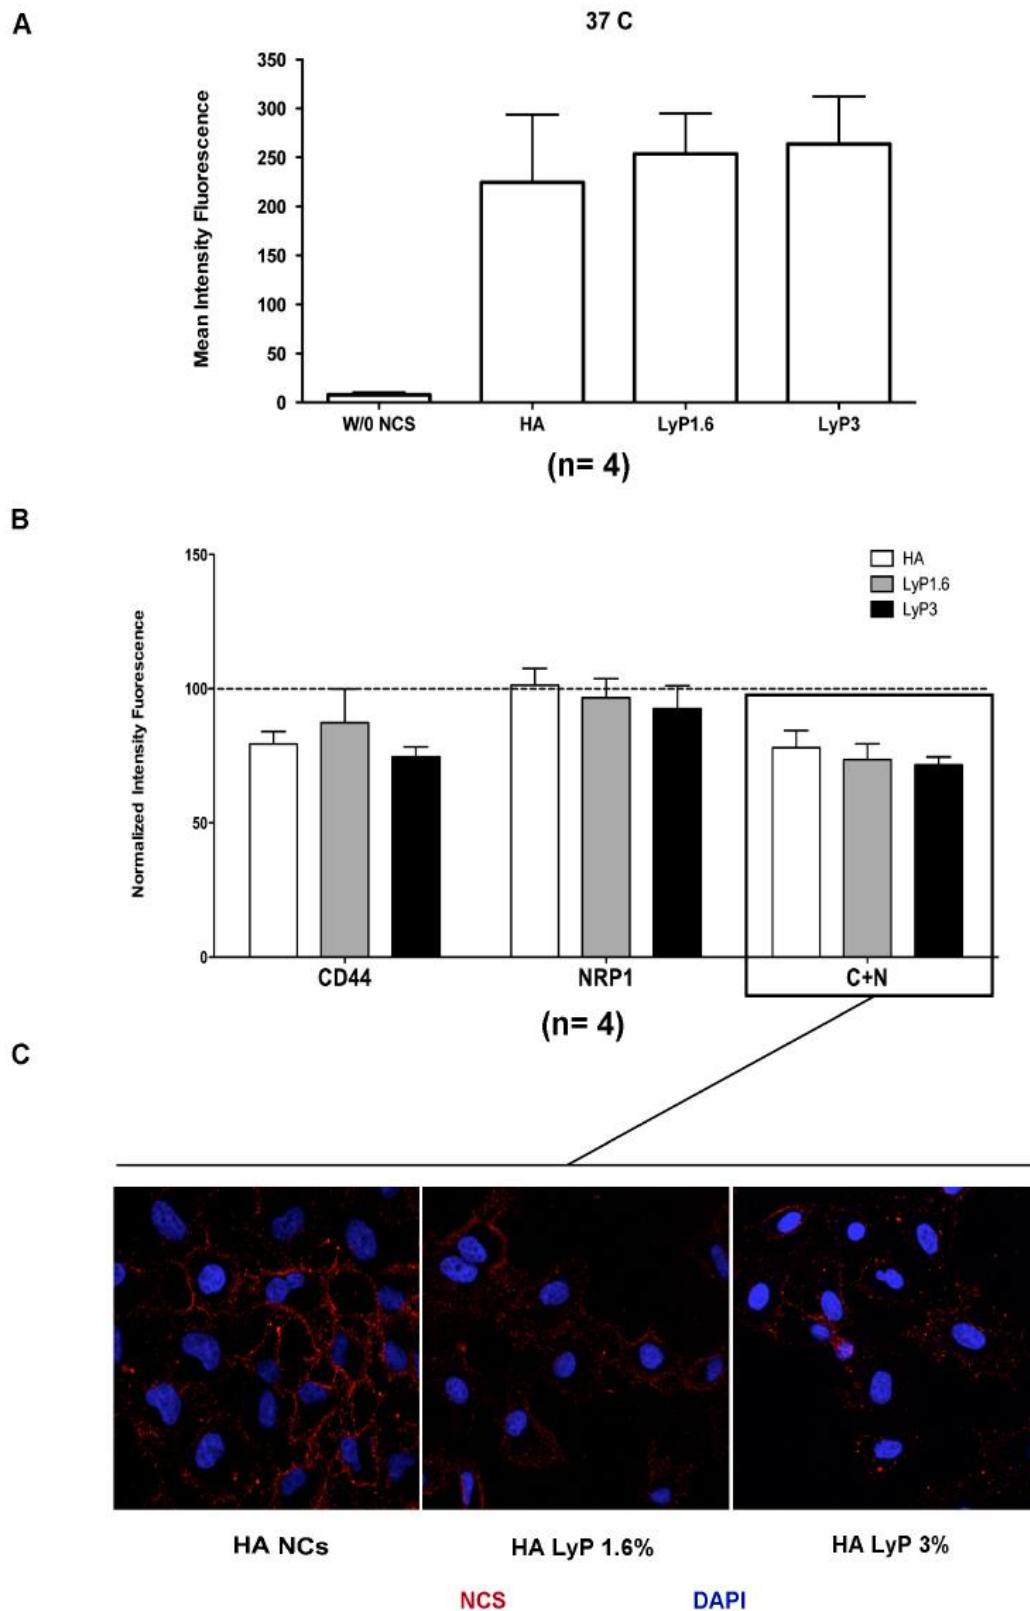 A
37 C
Mean Intensity Fluorescence
350
300
250
200
150
100
50
0
W/0 NCS HA LyP1.6 LyP3
(n= 4)
B
Normalized Intensity Fluorescence
150
100
50
0
HA
LyP1.6
LyP3
CD44 NRP1 C+N
(n= 4)
C
HA NCs HA LyP 1.6% HA LyP 3%
NCS DAPI